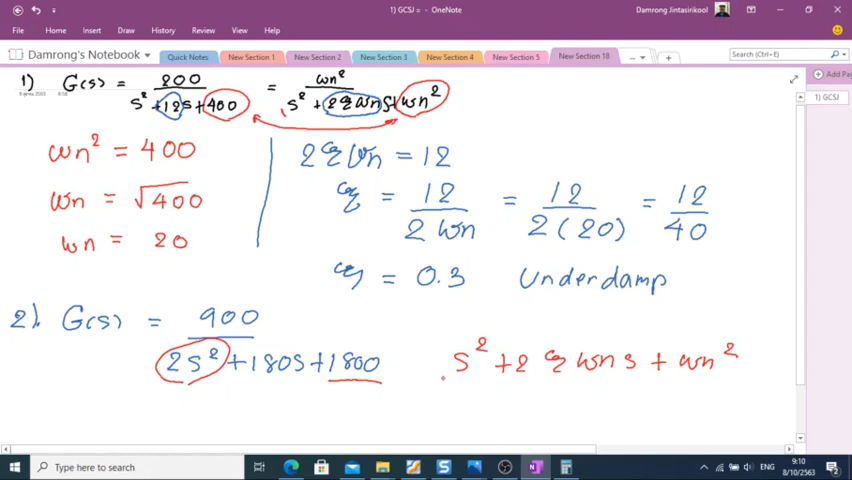 1) G(s) = - OneNote
Damrong Jintasirikool
File Home Insert Draw History Review View Help
Damrong's Notebook Quick Notes New Section 1 New Section 2 New Section 3 New Section 4 New Section 5 New Section 18 ... + Search (Ctrl+E)
Add Pag
1) G(S)
1) G(s) = 200 / s² + 12s + 400 = ωn² / s² + 2ζωns + ωn²
ωn² = 400
ωn = √400
ωn = 20
2ζωn = 12
ζ = 12 / 2ωn = 12 / 2(20) = 12 / 40
ζ = 0.3 Underdamp
2). G(s) = 900 / 2s² + 180s + 1800
s² + 2ζωns + ωn²
Type here to search
ENG
9:10
8/10/2563